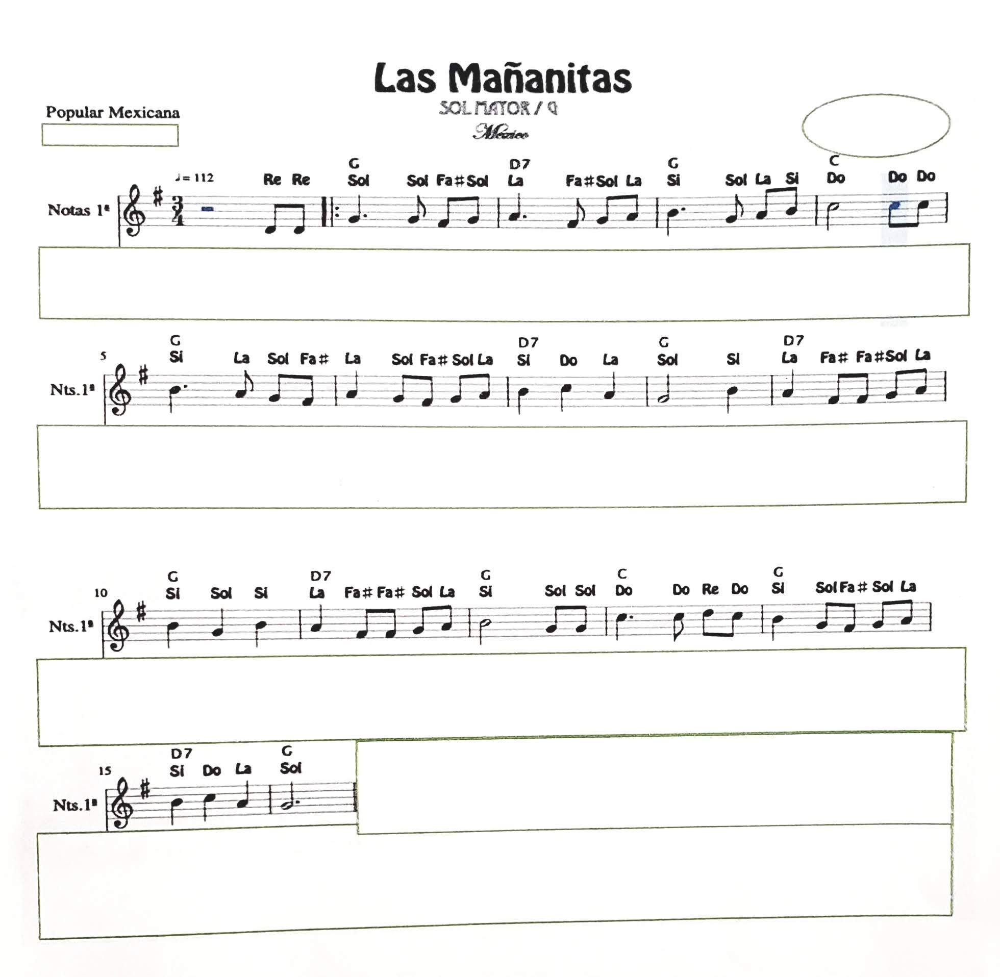 Las Mañanitas
Popular Mexicana
SOL MAYOR / G
México
G D7 G C
♩= 112 Re Re Sol Sol Fa# Sol La Fa# Sol La Si Sol La Si Do Do Do
Notas 1ª 3/4
G D7 G D7
5 Si La Sol Fa# La Sol Fa# Sol La Si Do La Sol Si La Fa# Fa# Sol La
Nts.1ª
G D7 G C G
10 Si Sol Si La Fa# Fa# Sol La Si Sol Sol Do Do Re Do Si Sol Fa# Sol La
Nts.1ª
D7 G
15 Si Do La Sol
Nts.1ª